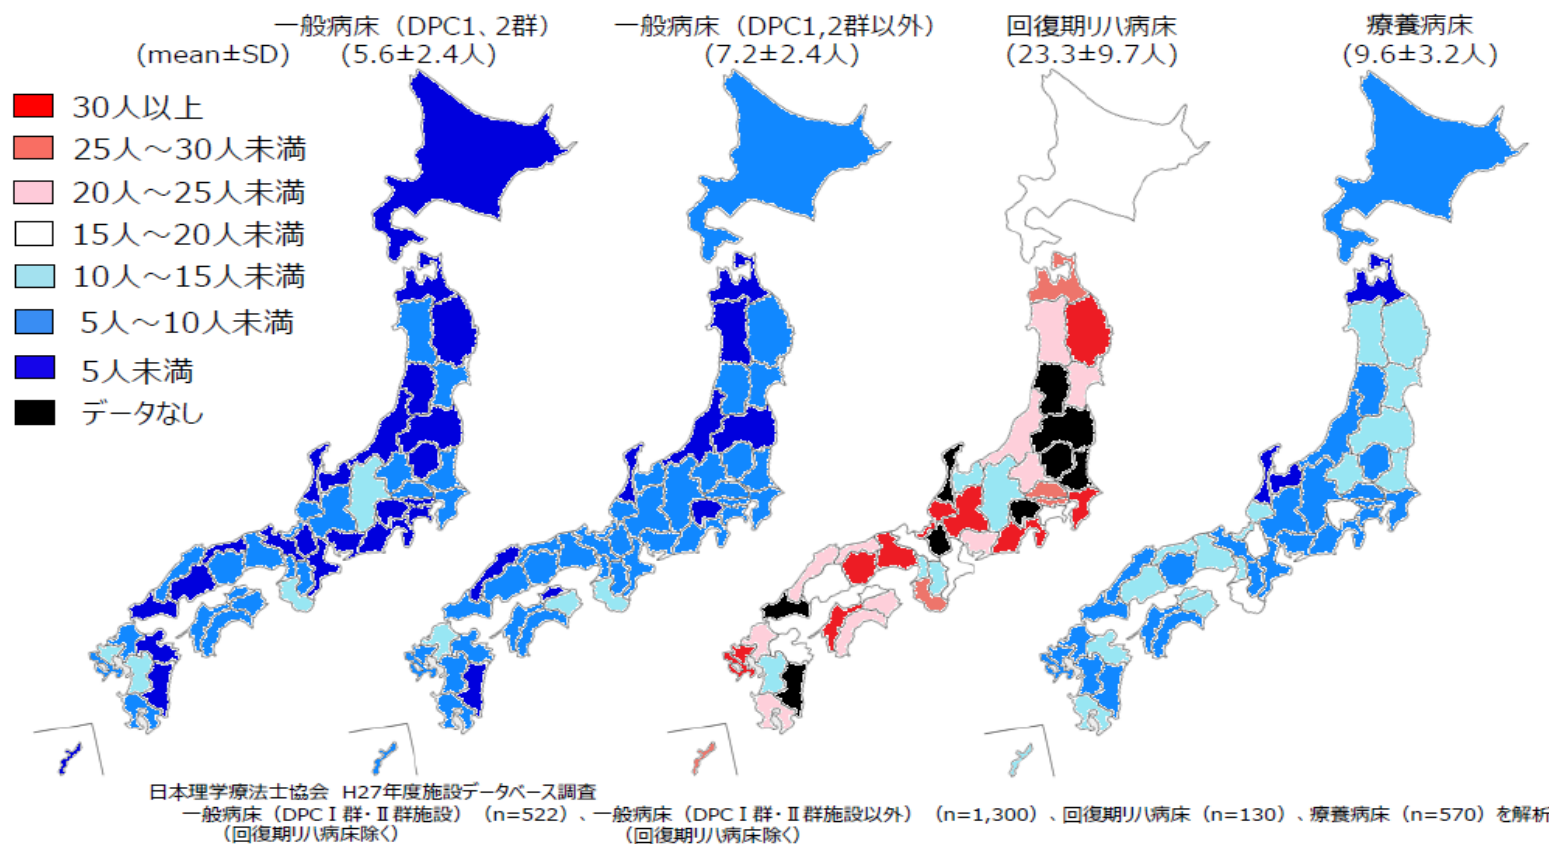 一般病床（DPC1、2群）
一般病床（DPC1,2群以外）
回復期リハ病床
療養病床
(mean±SD)
(5.6±2.4人)
(7.2±2.4人)
(23.3±9.7人)
(9.6±3.2人)
30人以上
25人～30人未満
20人～25人未満
15人～20人未満
10人～15人未満
5人～10人未満
5人未満
データなし
日本理学療法士協会 H27年度施設データベース調査
一般病床（DPCⅠ群・Ⅱ群施設）（n=522）、一般病床（DPCⅠ群・Ⅱ群施設以外）（n=1,300）、回復期リハ病床（n=130）、療養病床（n=570）を解析
（回復期リハ病床除く）
（回復期リハ病床除く）